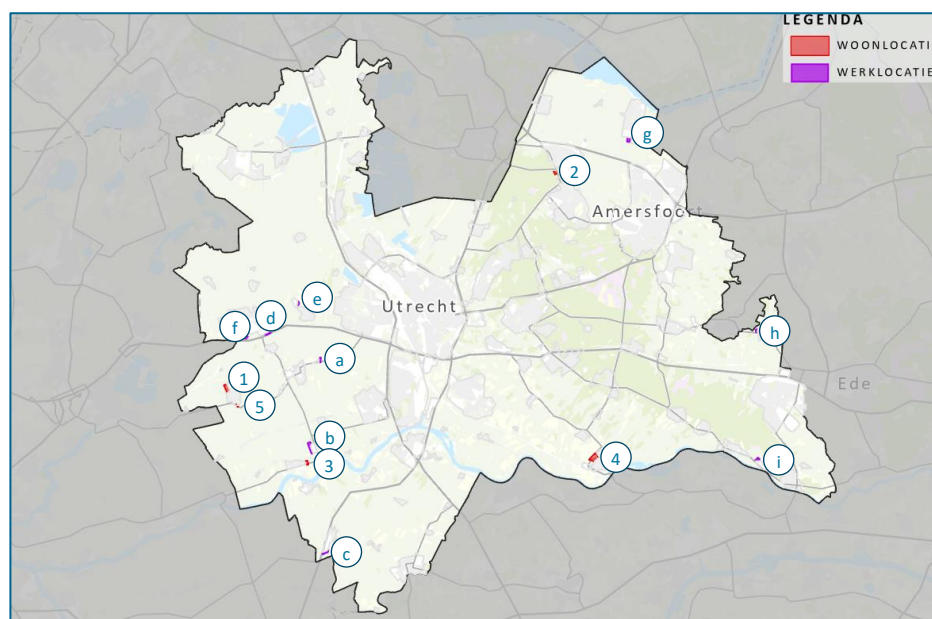 LEGENDA
WOONLOCATI
WERKLOCATIE
g
2
Amersfoort
e
Utrecht
d
f
h
a
1
Ede
5
b
4
3
i
c